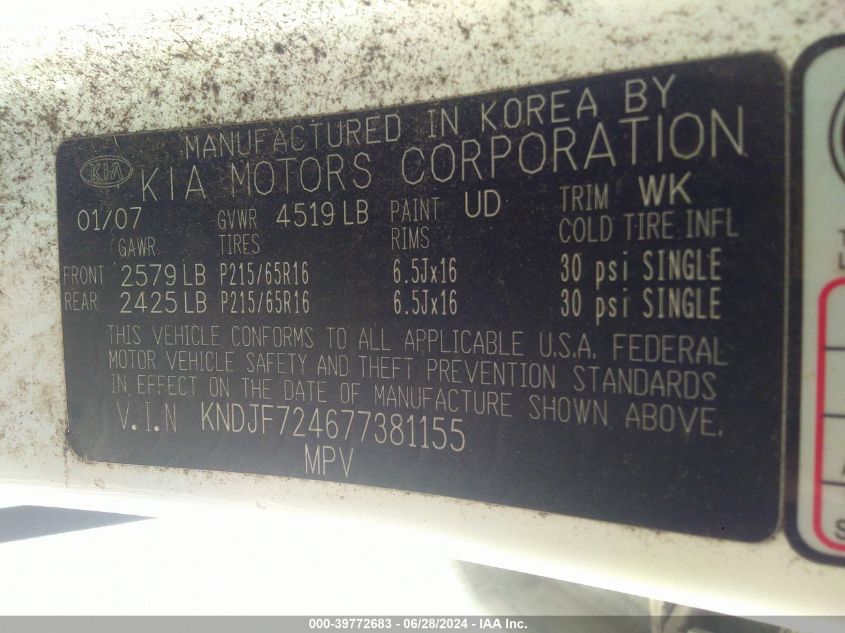 MANUFACTURED IN KOREA BY
KIA KIA MOTORS CORPORATION
01/07 GVWR 4519 LB PAINT UD TRIM WK
GAWR TIRES RIMS COLD TIRE INFL
FRONT 2579 LB P215/65R16 6.5Jx16 30 psi SINGLE
REAR 2425 LB P215/65R16 6.5Jx16 30 psi SINGLE
THIS VEHICLE CONFORMS TO ALL APPLICABLE U.S.A. FEDERAL
MOTOR VEHICLE SAFETY AND THEFT PREVENTION STANDARDS
IN EFFECT ON THE DATE OF MANUFACTURE SHOWN ABOVE.
V.I.N KNDJF724677381155
MPV
000-39772683 - 06/28/2024 - IAA Inc.